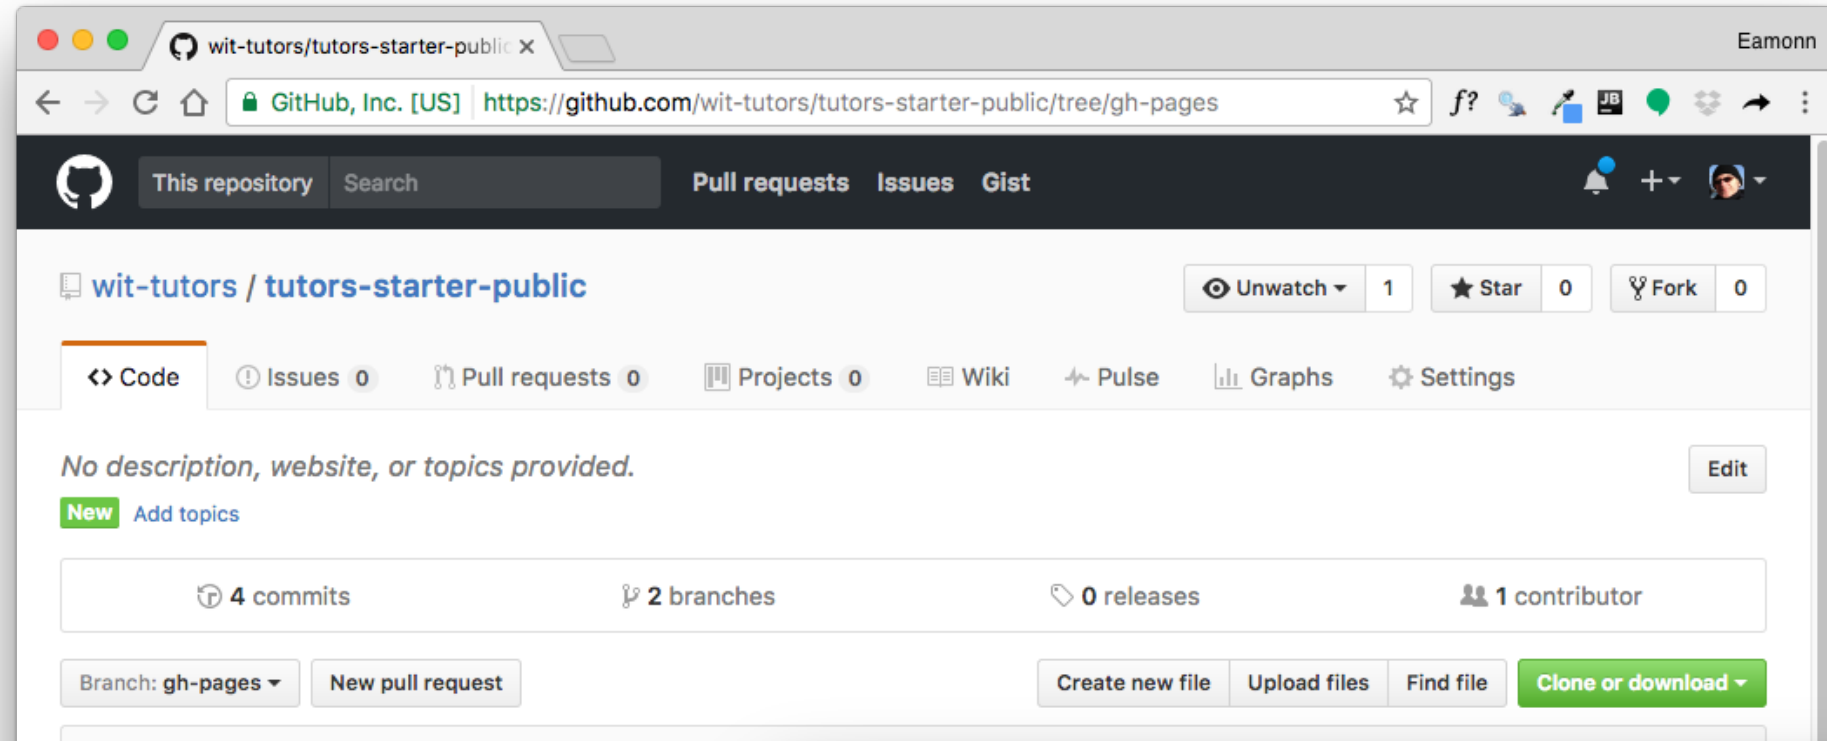 wit-tutors/tutors-starter-public
Eamonn
GitHub, Inc. [US] https://github.com/wit-tutors/tutors-starter-public/tree/gh-pages
f?
JB
This repository Search Pull requests Issues Gist
wit-tutors / tutors-starter-public
Unwatch 1 Star 0 Fork 0
Code Issues 0 Pull requests 0 Projects 0 Wiki Pulse Graphs Settings
No description, website, or topics provided.
Edit
New Add topics
4 commits 2 branches 0 releases 1 contributor
Branch: gh-pages New pull request Create new file Upload files Find file Clone or download